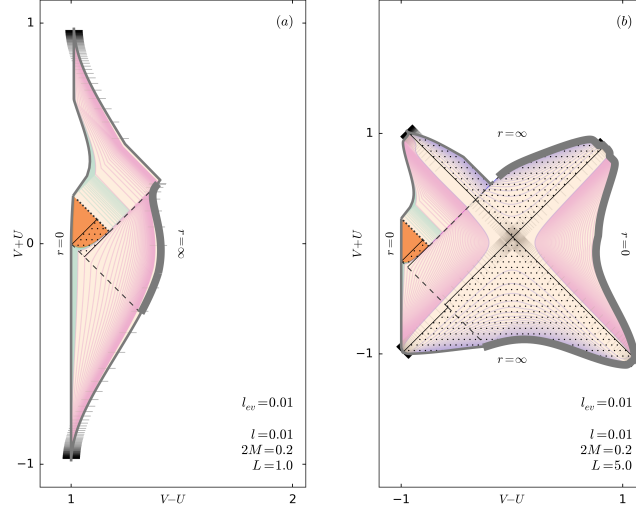 (a)
1
0
−1
V+U
r=0
r=∞
l_ev=0.01
l=0.01
2M=0.2
L=1.0
1
V−U
2
(b)
1
−1
V+U
r=∞
r=0
r=0
r=∞
l_ev=0.01
l=0.01
2M=0.2
L=5.0
−1
V−U
1